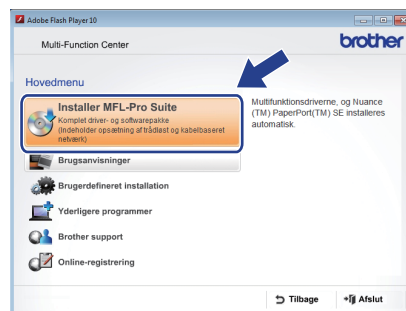 Adobe Flash Player 10
Multi-Function Center
brother
Hovedmenu
Installer MFL-Pro Suite
Komplet driver- og softwarepakke
(Indeholder opsætning af trådløst og kabelbaseret
netværk)
Multifunktionsdriverne, og Nuance
(TM) PaperPort(TM) SE installeres
automatisk.
Brugsanvisninger
Brugerdefineret installation
Yderligere programmer
Brother support
Online-registrering
Tilbage
Afslut